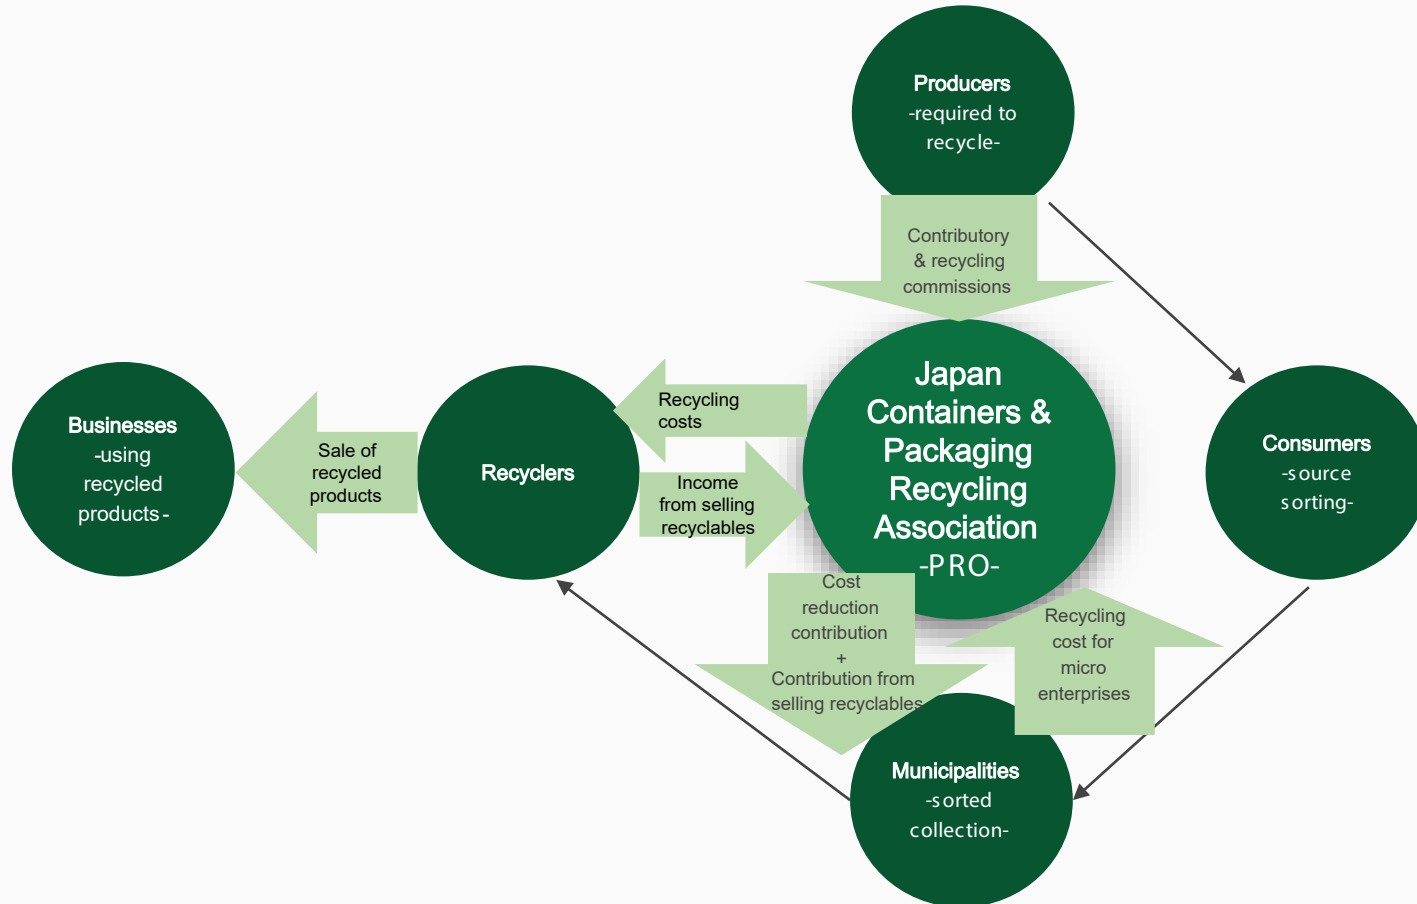 Producers
-required to
recycle-
Contributory
& recycling
commissions
Japan
Containers &
Packaging
Recycling
Association
-PRO-
Recycling
costs
Income
from selling
recyclables
Businesses
-using
recycled
products-
Sale of
recycled
products
Recyclers
Consumers
-source
sorting-
Cost
reduction
contribution
+
Contribution from
selling recyclables
Recycling
cost for
micro
enterprises
Municipalities
-sorted
collection-